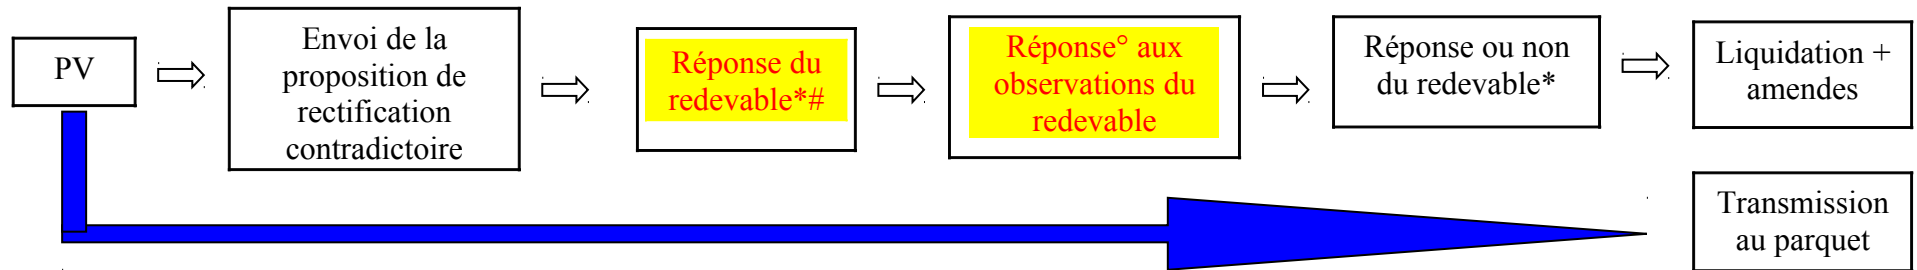 PV
Envoi de la
proposition de
rectification
contradictoire
Réponse du
redevable*#
Réponse° aux
observations du
redevable
Réponse ou non
du redevable*
Liquidation +
amendes
Transmission
au parquet